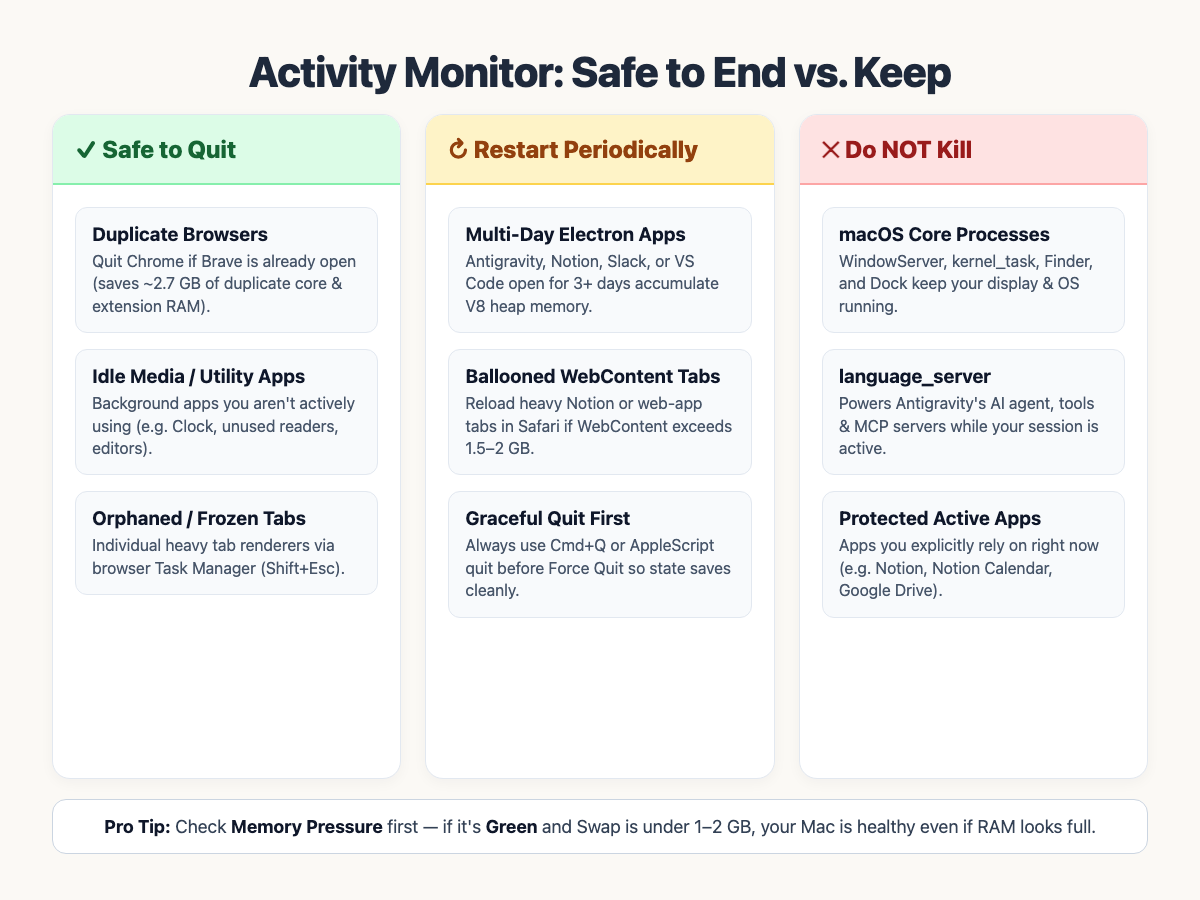 Activity Monitor: Safe to End vs. Keep
✓ Safe to Quit
Duplicate Browsers
Quit Chrome if Brave is already open
(saves ~2.7 GB of duplicate core &
extension RAM).
Idle Media / Utility Apps
Background apps you aren't actively
using (e.g. Clock, unused readers,
editors).
Orphaned / Frozen Tabs
Individual heavy tab renderers via
browser Task Manager (Shift+Esc).
↻ Restart Periodically
Multi-Day Electron Apps
Antigravity, Notion, Slack, or VS
Code open for 3+ days accumulate
V8 heap memory.
Ballooned WebContent Tabs
Reload heavy Notion or web-app
tabs in Safari if WebContent exceeds
1.5–2 GB.
Graceful Quit First
Always use Cmd+Q or AppleScript
quit before Force Quit so state saves
cleanly.
✕ Do NOT Kill
macOS Core Processes
WindowServer, kernel_task, Finder,
and Dock keep your display & OS
running.
language_server
Powers Antigravity's AI agent, tools
& MCP servers while your session is
active.
Protected Active Apps
Apps you explicitly rely on right now
(e.g. Notion, Notion Calendar,
Google Drive).
Pro Tip: Check Memory Pressure first — if it's Green and Swap is under 1–2 GB, your Mac is healthy even if RAM looks full.